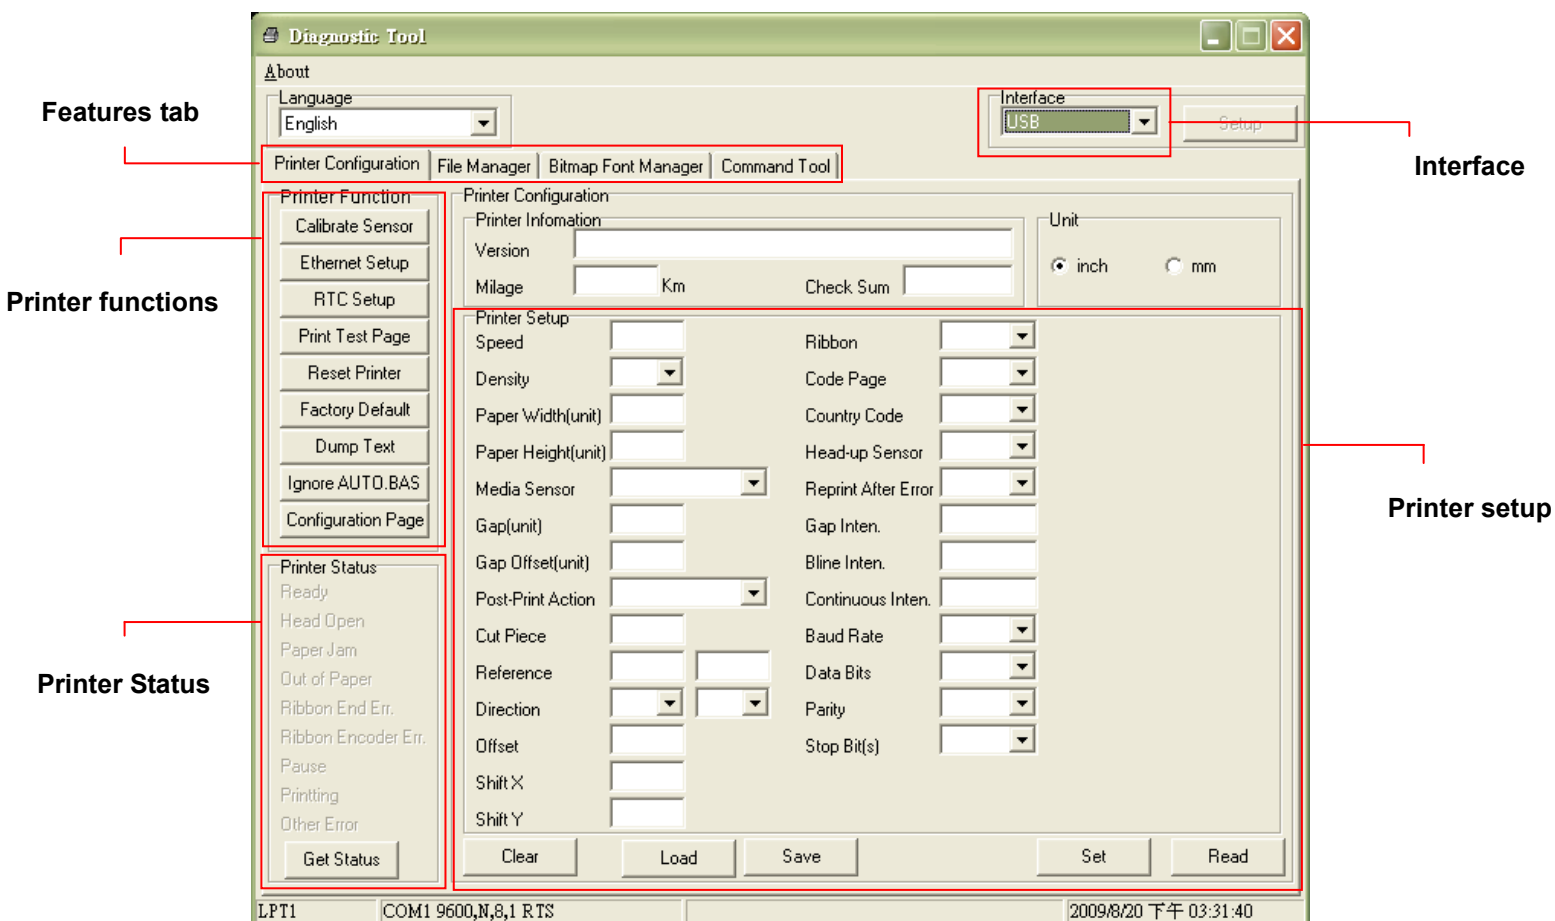 Diagnostic Tool
About
Language
English
Interface
USB
Setup
Features tab
Interface
Printer Configuration
File Manager
Bitmap Font Manager
Command Tool
Printer Function
Calibrate Sensor
Ethernet Setup
RTC Setup
Print Test Page
Reset Printer
Factory Default
Dump Text
Ignore AUTO.BAS
Configuration Page
Printer functions
Printer Configuration
Printer Infomation
Version
Milage
Km
Check Sum
Unit
inch
mm
Printer Setup
Speed
Density
Paper Width(unit)
Paper Height(unit)
Media Sensor
Gap(unit)
Gap Offset(unit)
Post-Print Action
Cut Piece
Reference
Direction
Offset
Shift X
Shift Y
Ribbon
Code Page
Country Code
Head-up Sensor
Reprint After Error
Gap Inten.
Bline Inten.
Continuous Inten.
Baud Rate
Data Bits
Parity
Stop Bit(s)
Printer setup
Printer Status
Ready
Head Open
Paper Jam
Out of Paper
Ribbon End Err.
Ribbon Encoder Err.
Pause
Printting
Other Error
Get Status
Printer Status
Clear
Load
Save
Set
Read
LPT1
COM1 9600,N,8,1 RTS
2009/8/20 下午 03:31:40